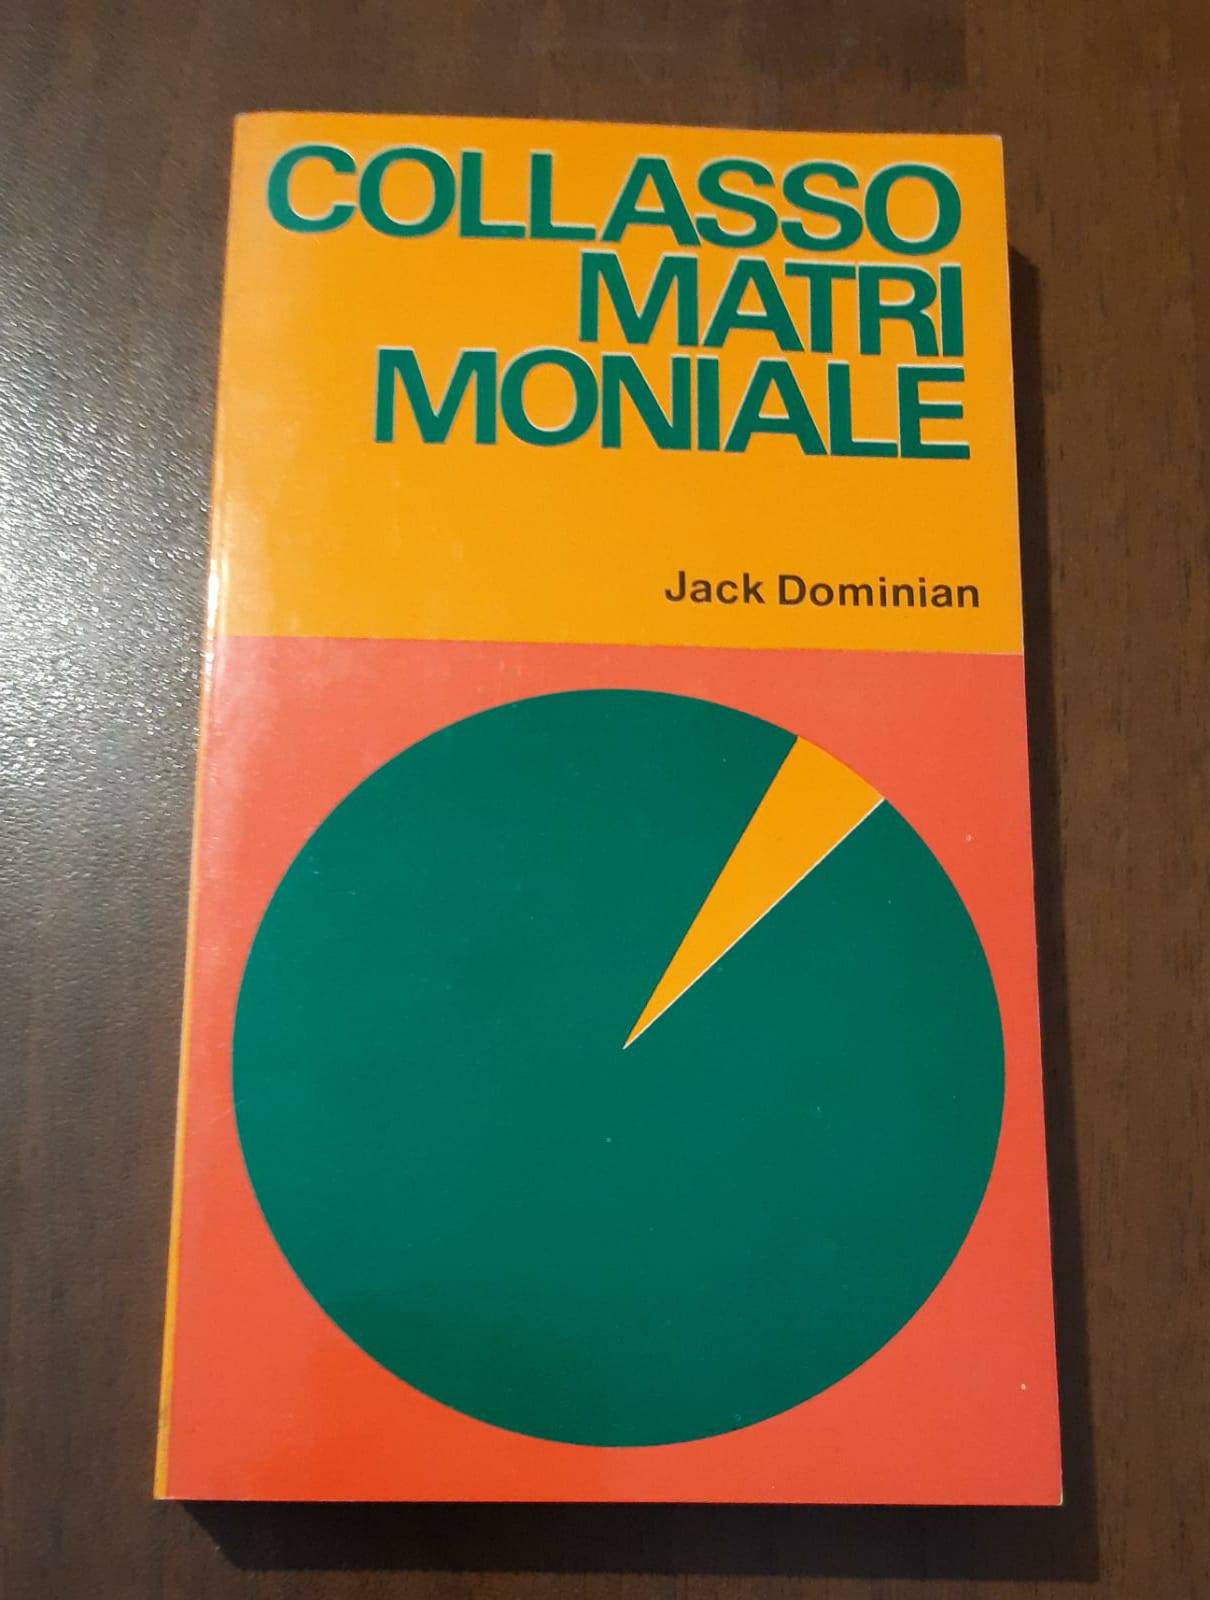 COLLASSO
MATRI
MONIALE
Jack Dominian